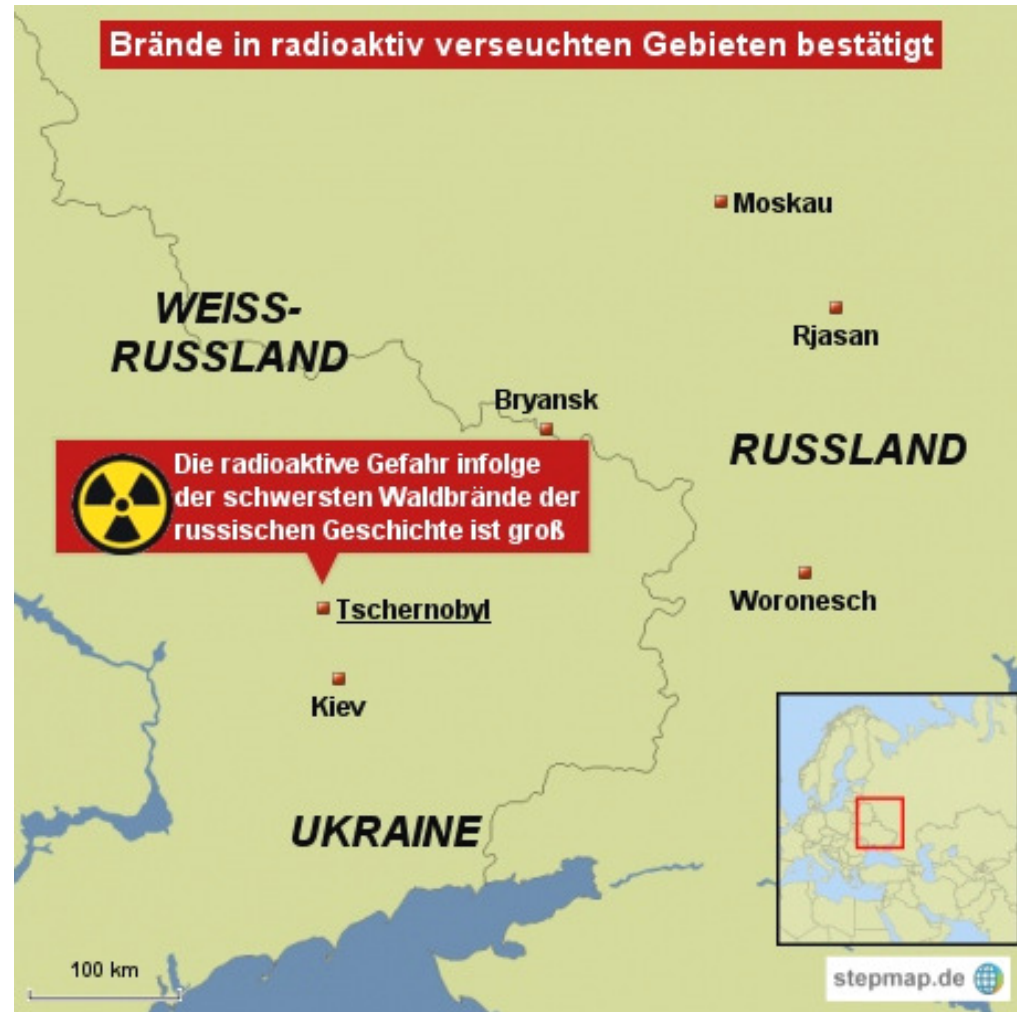 Brände in radioaktiv verseuchten Gebieten bestätigt
Moskau
WEISS-
RUSSLAND
Rjasan
Bryansk
RUSSLAND
Die radioaktive Gefahr infolge
der schwersten Waldbrände der
russischen Geschichte ist groß
Woronesch
Tschernobyl
Kiev
UKRAINE
100 km
stepmap.de